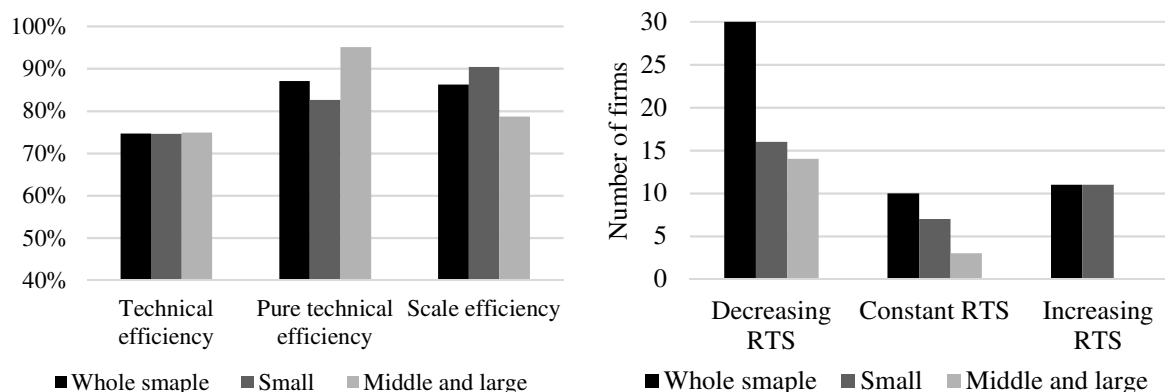 100%
90%
80%
70%
60%
50%
40%
Technical
efficiency
Pure technical
efficiency
Scale efficiency
Whole smaple
Small
Middle and large
Number of firms
30
25
20
15
10
5
0
Decreasing
RTS
Constant RTS
Increasing
RTS
Whole smaple
Small
Middle and large